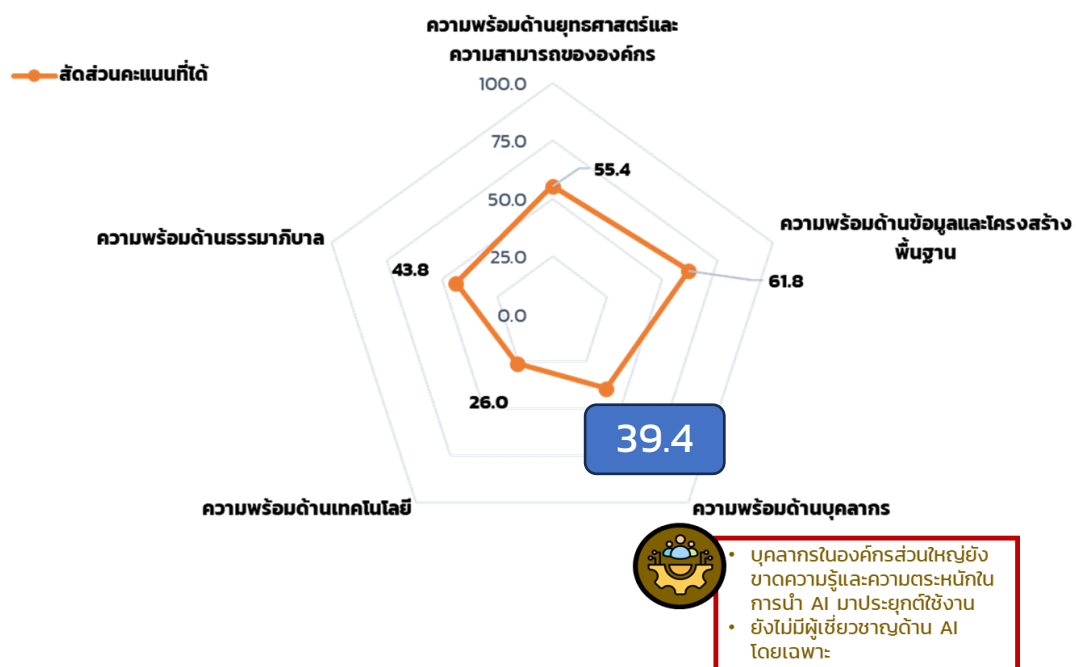 ความพร้อมด้านยุทธศาสตร์และ
ความสามารถขององค์กร
สัดส่วนคะแนนที่ได้
100.0
75.0
55.4
50.0
ความพร้อมด้านข้อมูลและโครงสร้าง
พื้นฐาน
ความพร้อมด้านธรรมาภิบาล
43.8
25.0
61.8
0.0
26.0
39.4
ความพร้อมด้านเทคโนโลยี
ความพร้อมด้านบุคลากร
• บุคลากรในองค์กรส่วนใหญ่ยัง
ขาดความรู้และความตระหนักใน
การนำ AI มาประยุกต์ใช้งาน
• ยังไม่มีผู้เชี่ยวชาญด้าน AI
โดยเฉพาะ